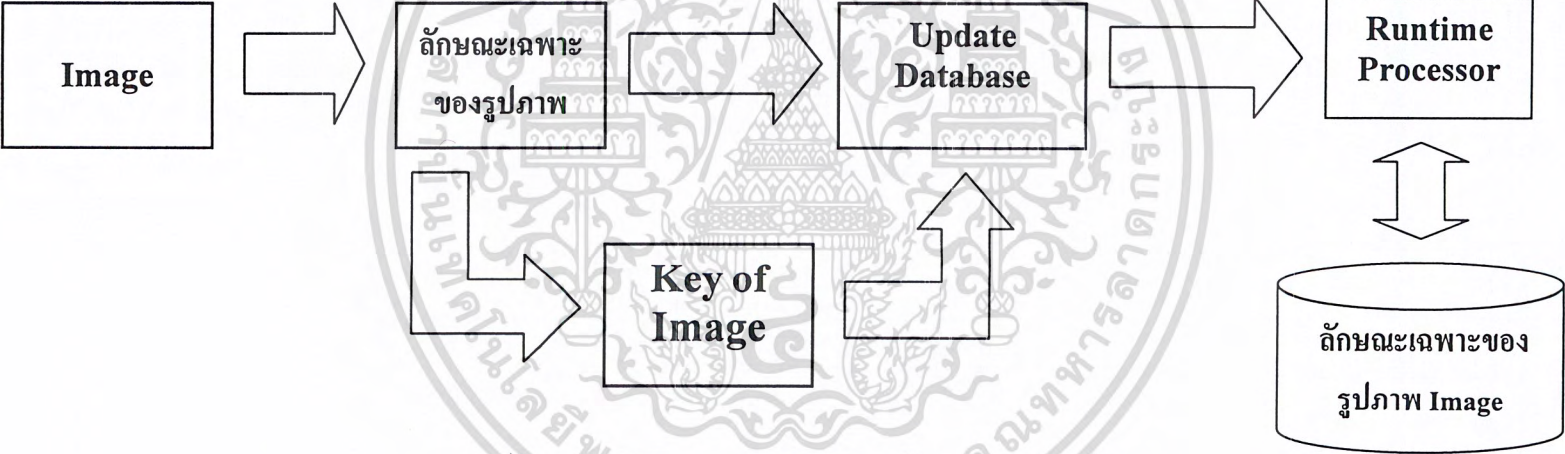 Image
ลักษณะเฉพาะ
ของรูปภาพ
Update
Database
Runtime
Processor
Key of
Image
ลักษณะเฉพาะของ
รูปภาพ Image